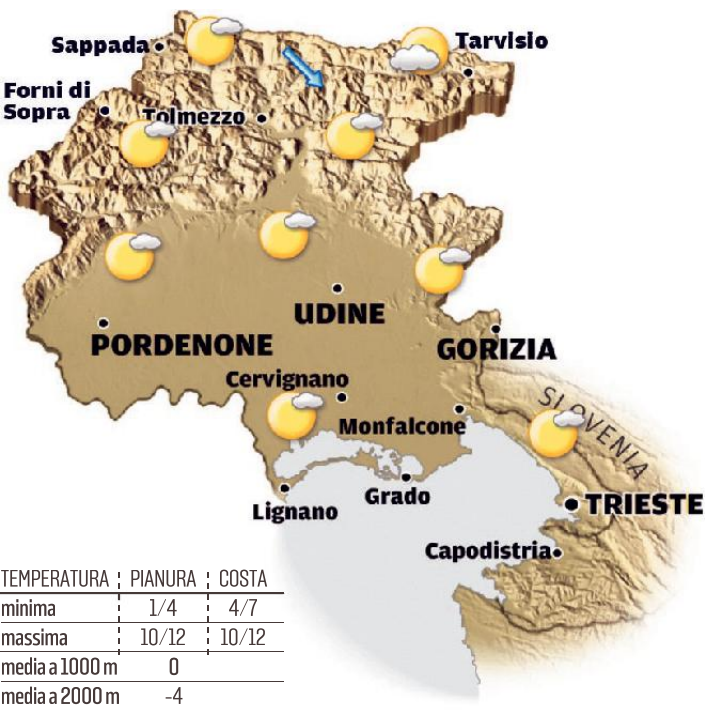 Sappada
Tarvisio
Forni di
Sopra
Tolmezzo
UDINE
PORDENONE
GORIZIA
Cervignano
SLOVENIA
Monfalcone
Lignano
Grado
TRIESTE
Capodistria
TEMPERATURA PIANURA COSTA
minima 1/4 4/7
massima 10/12 10/12
media a 1000 m 0
media a 2000 m -4